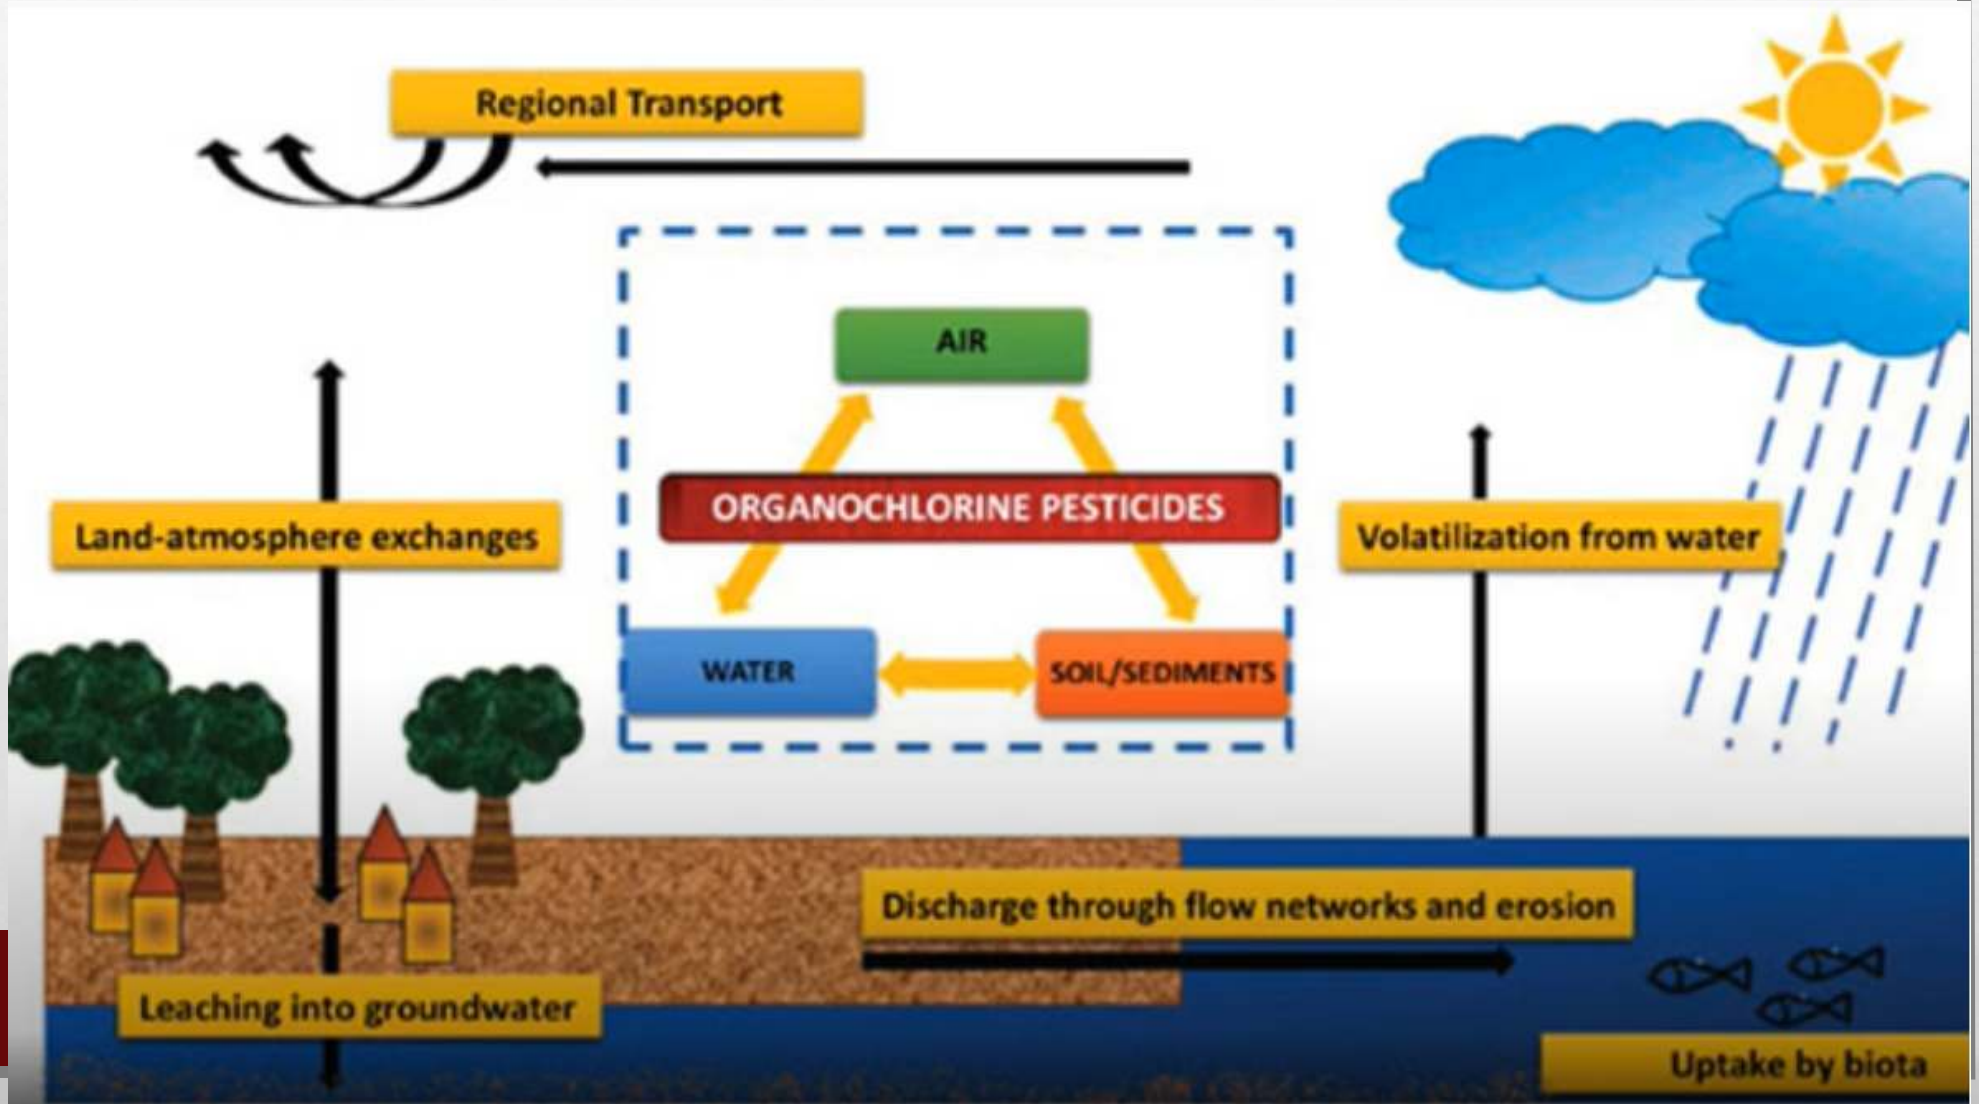 Regional Transport
AIR
ORGANOCHLORINE PESTICIDES
Land-atmosphere exchanges
Volatilization from water
WATER
SOIL/SEDIMENTS
Discharge through flow networks and erosion
Leaching into groundwater
Uptake by biota